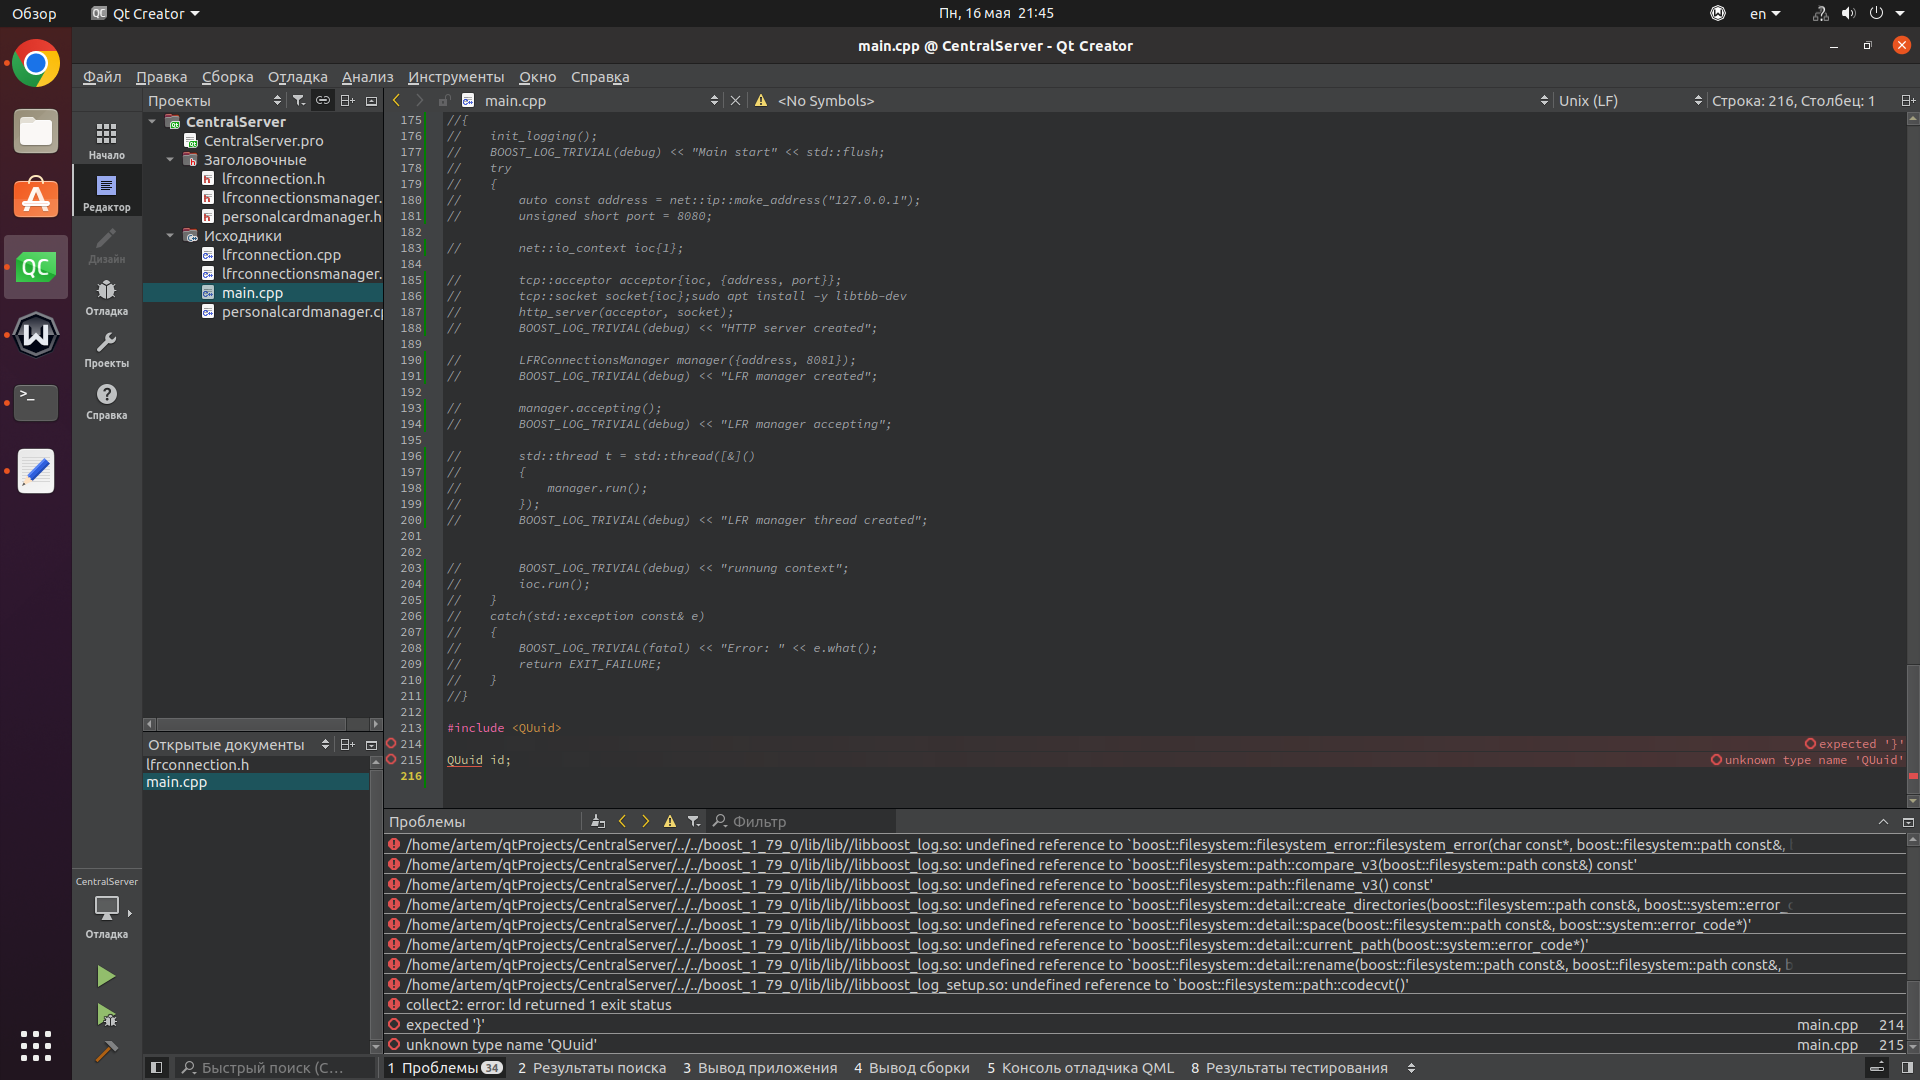 Обзор
Qt Creator
Пн, 16 мая 21:45
en
main.cpp @ CentralServer - Qt Creator
Файл Правка Сборка Отладка Анализ Инструменты Окно Справка
Проекты
main.cpp
<No Symbols>
Unix (LF)
Строка: 216, Столбец: 1
Начало
Редактор
Дизайн
Отладка
Проекты
Справка
CentralServer
CentralServer.pro
Заголовочные
lfrconnection.h
lfrconnectionsmanager.
personalcardmanager.h
Исходники
lfrconnection.cpp
lfrconnectionsmanager.
main.cpp
personalcardmanager.cp
175 //{
176 //    init_logging();
177 //    BOOST_LOG_TRIVIAL(debug) << "Main start" << std::flush;
178 //    try
179 //    {
180 //        auto const address = net::ip::make_address("127.0.0.1");
181 //        unsigned short port = 8080;
182
183 //        net::io_context ioc{1};
184
185 //        tcp::acceptor acceptor{ioc, {address, port}};
186 //        tcp::socket socket{ioc};sudo apt install -y libtbb-dev
187 //        http_server(acceptor, socket);
188 //        BOOST_LOG_TRIVIAL(debug) << "HTTP server created";
189
190 //        LFRConnectionsManager manager({address, 8081});
191 //        BOOST_LOG_TRIVIAL(debug) << "LFR manager created";
192
193 //        manager.accepting();
194 //        BOOST_LOG_TRIVIAL(debug) << "LFR manager accepting";
195
196 //        std::thread t = std::thread([&]()
197 //        {
198 //            manager.run();
199 //        });
200 //        BOOST_LOG_TRIVIAL(debug) << "LFR manager thread created";
201
202
203 //        BOOST_LOG_TRIVIAL(debug) << "runnung context";
204 //        ioc.run();
205 //    }
206 //    catch(std::exception const& e)
207 //    {
208 //        BOOST_LOG_TRIVIAL(fatal) << "Error: " << e.what();
209 //        return EXIT_FAILURE;
210 //    }
211 //}
212
213 #include <QUuid>
214 expected '}'
215 QUuid id; unknown type name 'QUuid'
216
Открытые документы
lfrconnection.h
main.cpp
CentralServer
Отладка
Проблемы
Фильтр
/home/artem/qtProjects/CentralServer/../../boost_1_79_0/lib/lib//libboost_log.so: undefined reference to `boost::filesystem::filesystem_error::filesystem_error(char const*, boost::filesystem::path const&,
/home/artem/qtProjects/CentralServer/../../boost_1_79_0/lib/lib//libboost_log.so: undefined reference to `boost::filesystem::path::compare_v3(boost::filesystem::path const&) const'
/home/artem/qtProjects/CentralServer/../../boost_1_79_0/lib/lib//libboost_log.so: undefined reference to `boost::filesystem::path::filename_v3() const'
/home/artem/qtProjects/CentralServer/../../boost_1_79_0/lib/lib//libboost_log.so: undefined reference to `boost::filesystem::detail::create_directories(boost::filesystem::path const&, boost::system::error_c
/home/artem/qtProjects/CentralServer/../../boost_1_79_0/lib/lib//libboost_log.so: undefined reference to `boost::filesystem::detail::space(boost::filesystem::path const&, boost::system::error_code*)'
/home/artem/qtProjects/CentralServer/../../boost_1_79_0/lib/lib//libboost_log.so: undefined reference to `boost::filesystem::detail::current_path(boost::system::error_code*)'
/home/artem/qtProjects/CentralServer/../../boost_1_79_0/lib/lib//libboost_log.so: undefined reference to `boost::filesystem::detail::rename(boost::filesystem::path const&, boost::filesystem::path const&, b
/home/artem/qtProjects/CentralServer/../../boost_1_79_0/lib/lib//libboost_log_setup.so: undefined reference to `boost::filesystem::path::codecvt()'
collect2: error: ld returned 1 exit status
expected '}' main.cpp 214
unknown type name 'QUuid' main.cpp 215
Быстрый поиск (С...
1 Проблемы 34 2 Результаты поиска 3 Вывод приложения 4 Вывод сборки 5 Консоль отладчика QML 8 Результаты тестирования